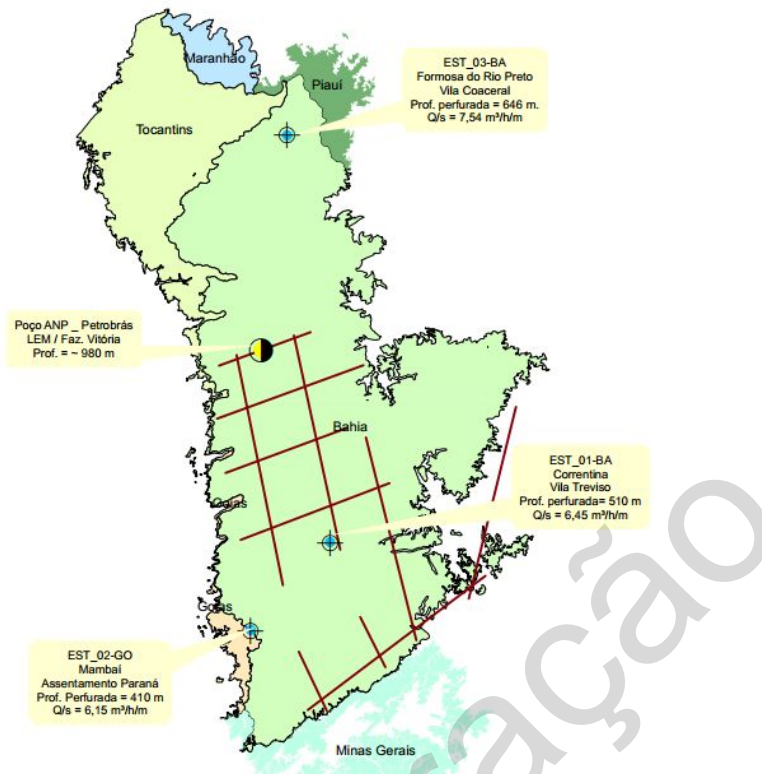 Maranhão
Piauí
EST_03-BA
Formosa do Rio Preto
Vila Coaceral
Prof. perfurada = 646 m.
Q/s = 7,54 m³/h/m
Tocantins
Poço ANP _ Petrobrás
LEM / Faz. Vitória
Prof. = ~ 980 m
Bahia
EST_01-BA
Correntina
Vila Treviso
Prof. perfurada= 510 m
Q/s = 6,45 m³/h/m
Goiás
Goiás
EST_02-GO
Mambaí
Assentamento Paraná
Prof. Perfurada = 410 m
Q/s = 6,15 m³/h/m
Minas Gerais
ração